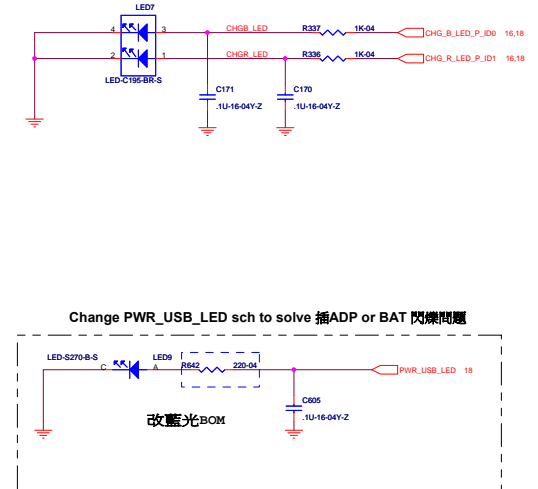 LED7
4 3 CHGB_LED R337 1K-04 CHG_B_LED_P_ID0 16,18
2 1 CHGR_LED R336 1K-04 CHG_R_LED_P_ID1 16,18
LED-C195-BR-S
C171 C170
.1U-16-04Y-Z .1U-16-04Y-Z
Change PWR_USB_LED sch to solve 插ADP or BAT 閃爍問題
LED-S270-B-S LED9
C A R642 220-04 PWR_USB_LED 18
C605
.1U-16-04Y-Z
改藍光BOM